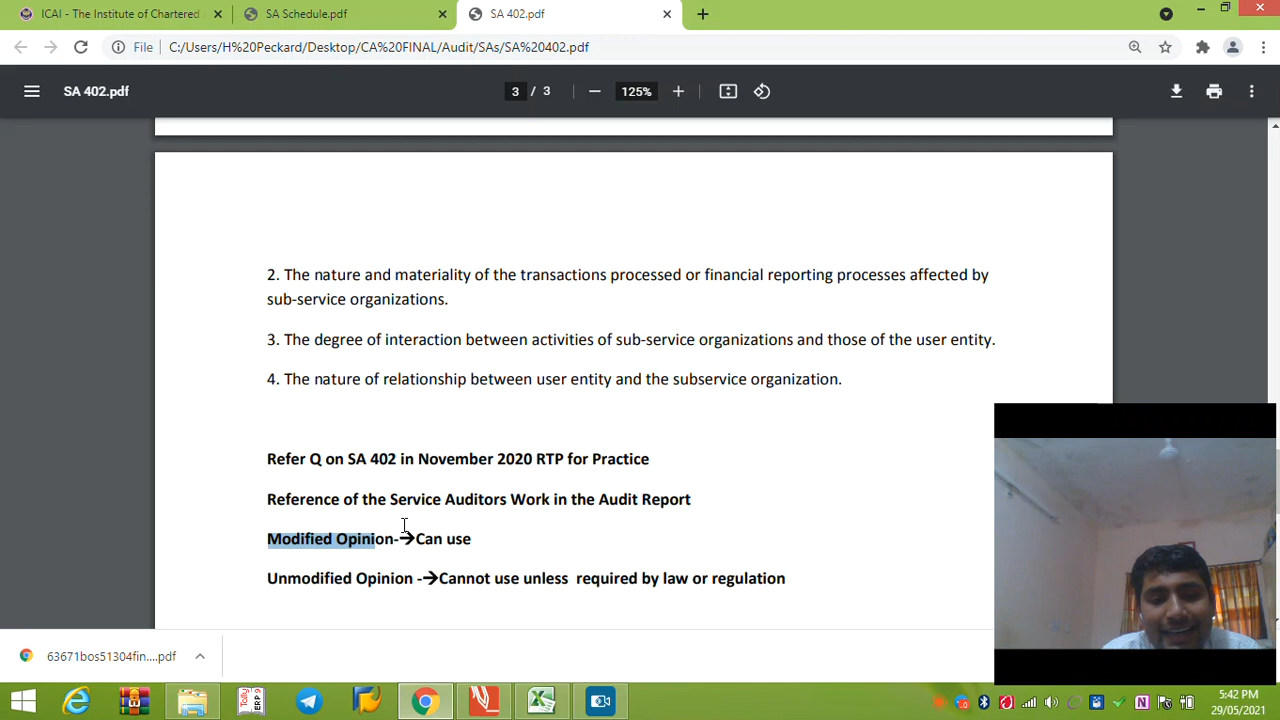 ICAI - The Institute of Chartered
SA Schedule.pdf
SA 402.pdf
File
C:/Users/H%20Peckard/Desktop/CA%20FINAL/Audit/SAs/SA%20402.pdf
SA 402.pdf
3 / 3
125%
2. The nature and materiality of the transactions processed or financial reporting processes affected by
sub-service organizations.
3. The degree of interaction between activities of sub-service organizations and those of the user entity.
4. The nature of relationship between user entity and the subservice organization.
Refer Q on SA 402 in November 2020 RTP for Practice
Reference of the Service Auditors Work in the Audit Report
Modified Opinion-→Can use
Unmodified Opinion -→Cannot use unless required by law or regulation
63671bos51304fin....pdf
5:42 PM
29/05/2021